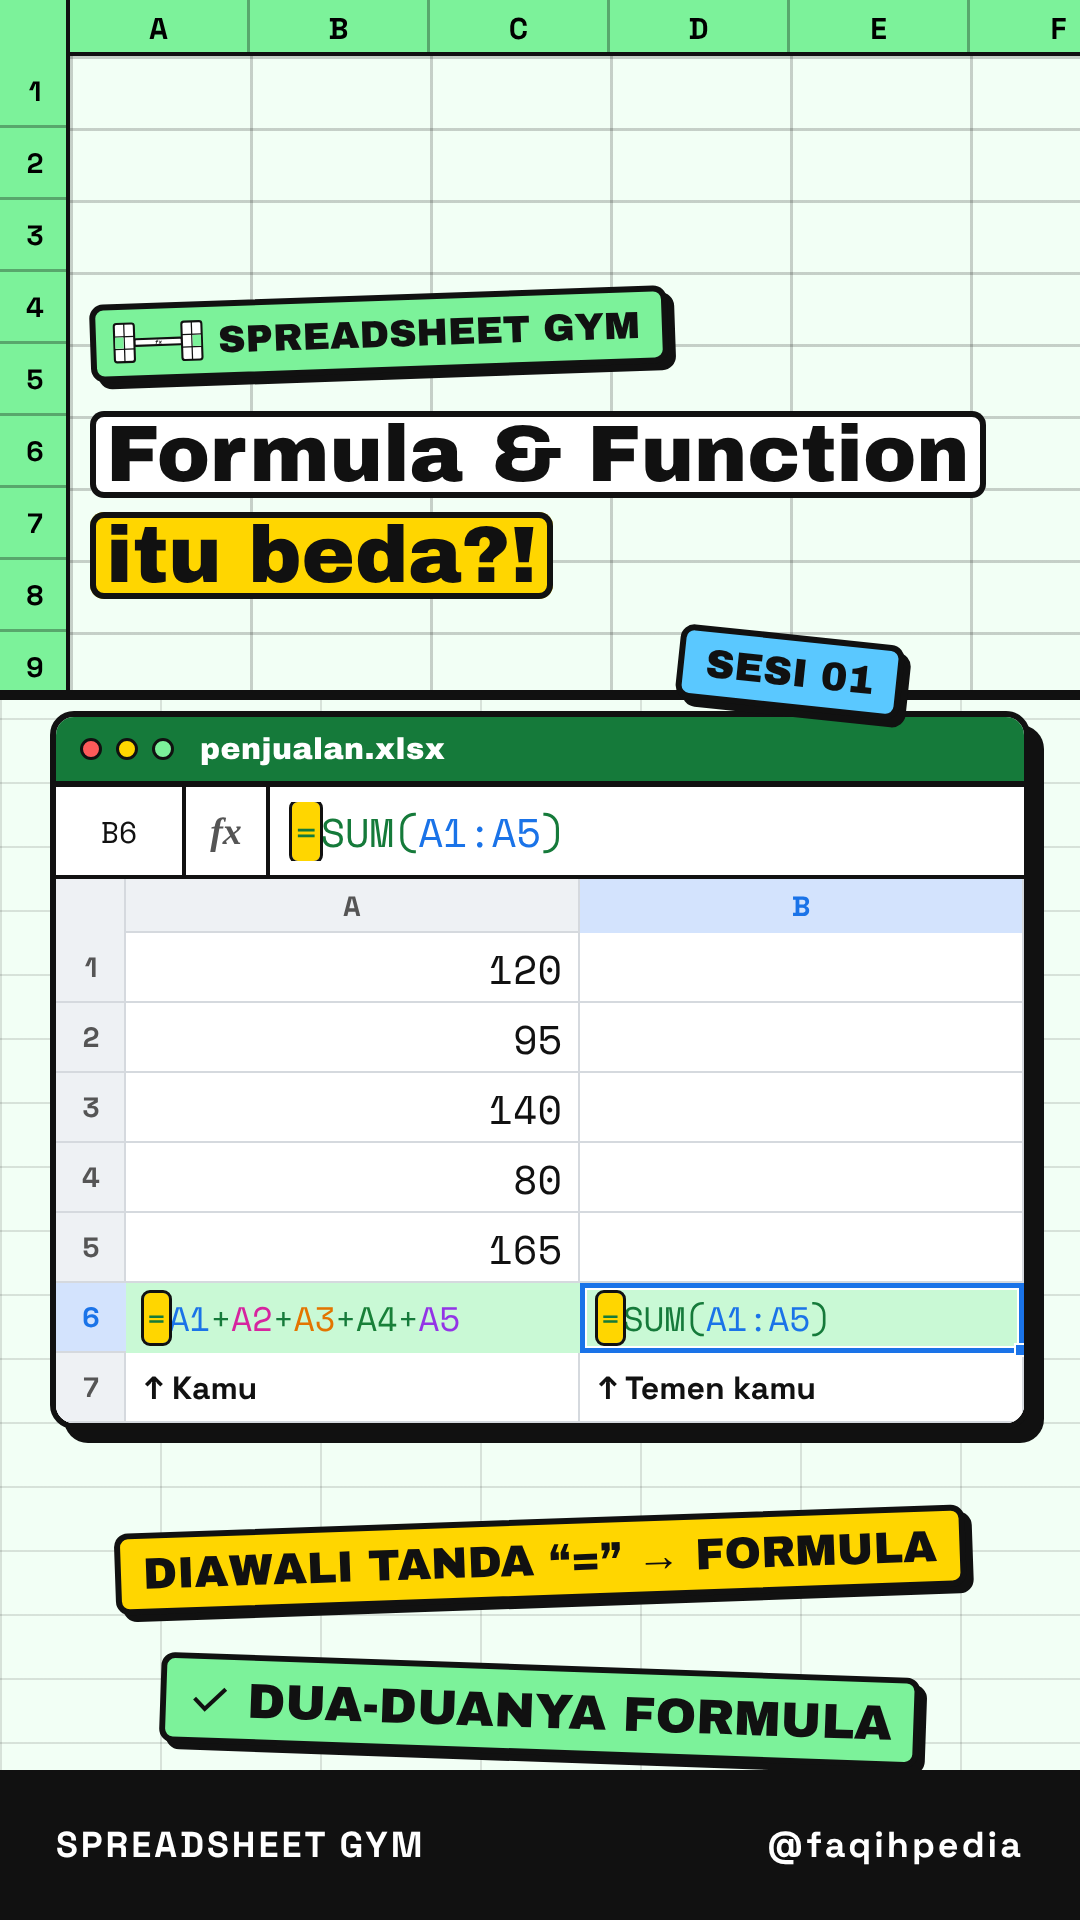 A B C D E F
1
2
3
4
SPREADSHEET GYM
5
6
Formula & Function
7
itu beda?!
8
9
SESI 01
penjualan.xlsx
B6 fx =SUM(A1:A5)
A B
1 120
2 95
3 140
4 80
5 165
6 =A1+A2+A3+A4+A5 =SUM(A1:A5)
7 ↑ Kamu ↑ Temen kamu
DIAWALI TANDA “=” → FORMULA
✓ DUA-DUANYA FORMULA
SPREADSHEET GYM @faqihpedia